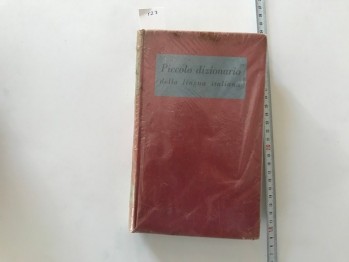 Piccolo dizionario
della lingua italiana